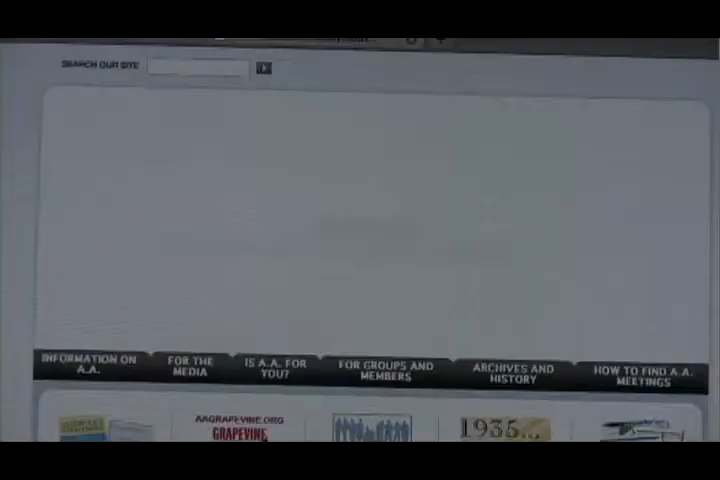 SEARCH OUR SITE
INFORMATION ON
A.A.
FOR THE
MEDIA
IS A.A. FOR
YOU?
FOR GROUPS AND
MEMBERS
ARCHIVES AND
HISTORY
HOW TO FIND A.A.
MEETINGS
AAGRAPEVINE.ORG
GRAPEVINE
1935...